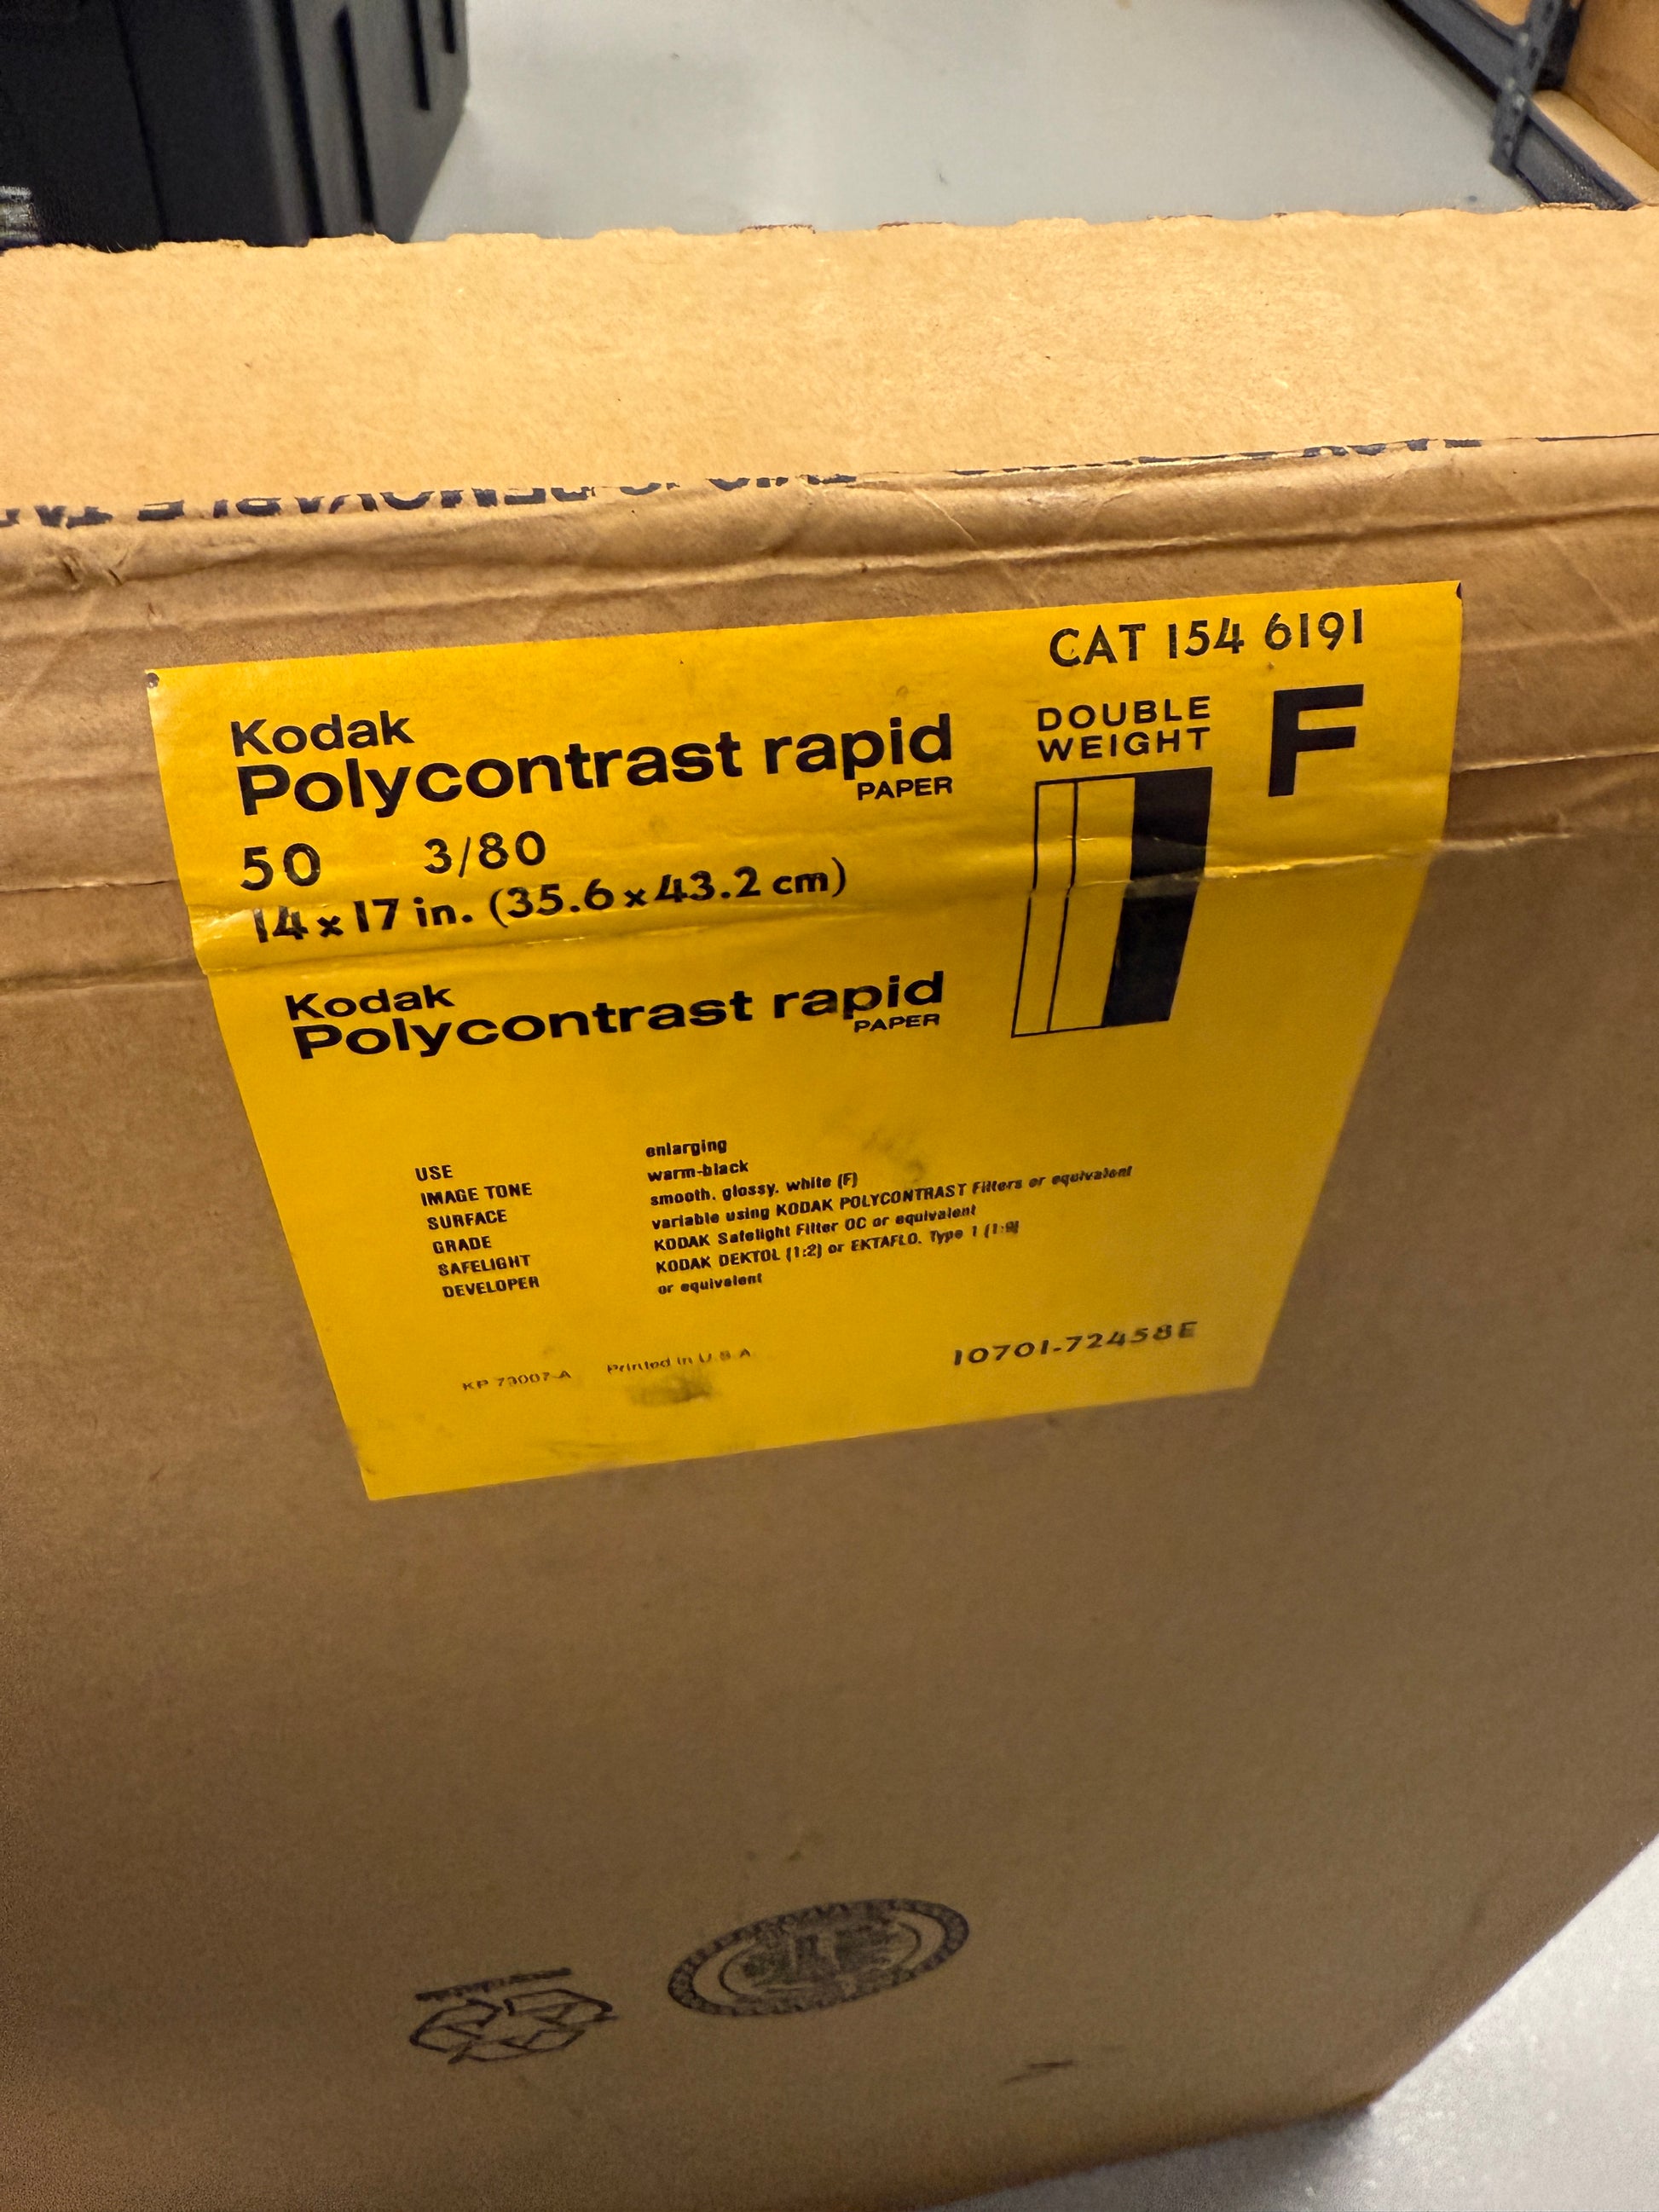 CAT 154 6191
Kodak
Polycontrast rapid
PAPER
DOUBLE
WEIGHT
F
50 3/80
14 x 17 in. (35.6 x 43.2 cm)
Kodak
Polycontrast rapid
PAPER
USE enlarging
IMAGE TONE warm-black
SURFACE smooth, glossy, white (F)
GRADE variable using KODAK POLYCONTRAST Filters or equivalent
SAFELIGHT KODAK Safelight Filter OC or equivalent
DEVELOPER KODAK DEKTOL (1:2) or EKTAFLO, Type 1 (1:9)
or equivalent
KP 73007-A Printed in U.S.A.
10701-72458E